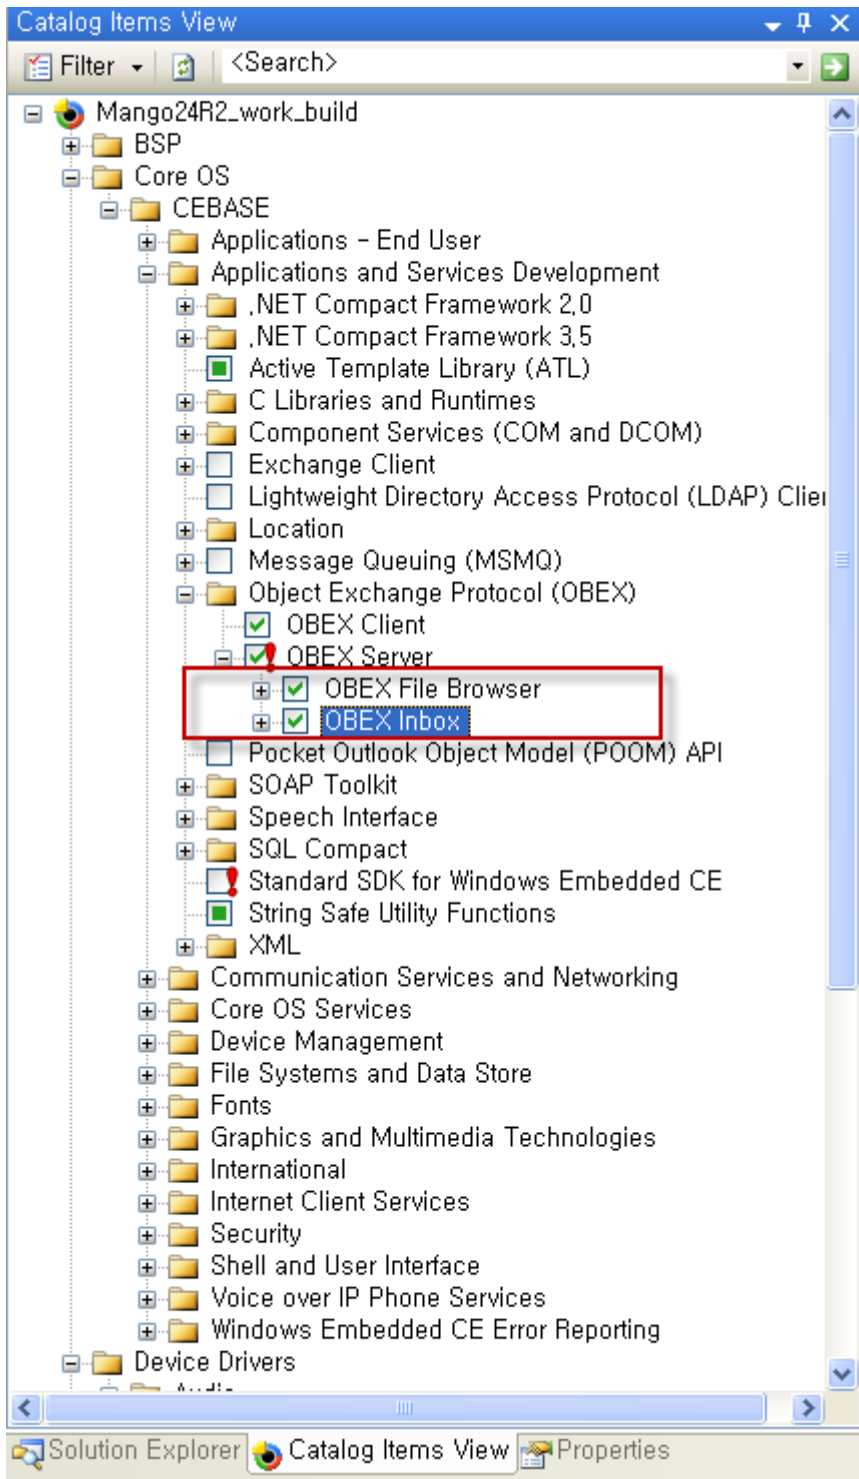 Catalog Items View
Filter
<Search>
Mango24R2_work_build
BSP
Core OS
CEBASE
Applications - End User
Applications and Services Development
.NET Compact Framework 2.0
.NET Compact Framework 3.5
Active Template Library (ATL)
C Libraries and Runtimes
Component Services (COM and DCOM)
Exchange Client
Lightweight Directory Access Protocol (LDAP) Clie
Location
Message Queuing (MSMQ)
Object Exchange Protocol (OBEX)
OBEX Client
OBEX Server
OBEX File Browser
OBEX Inbox
Pocket Outlook Object Model (POOM) API
SOAP Toolkit
Speech Interface
SQL Compact
Standard SDK for Windows Embedded CE
String Safe Utility Functions
XML
Communication Services and Networking
Core OS Services
Device Management
File Systems and Data Store
Fonts
Graphics and Multimedia Technologies
International
Internet Client Services
Security
Shell and User Interface
Voice over IP Phone Services
Windows Embedded CE Error Reporting
Device Drivers
Solution Explorer Catalog Items View Properties